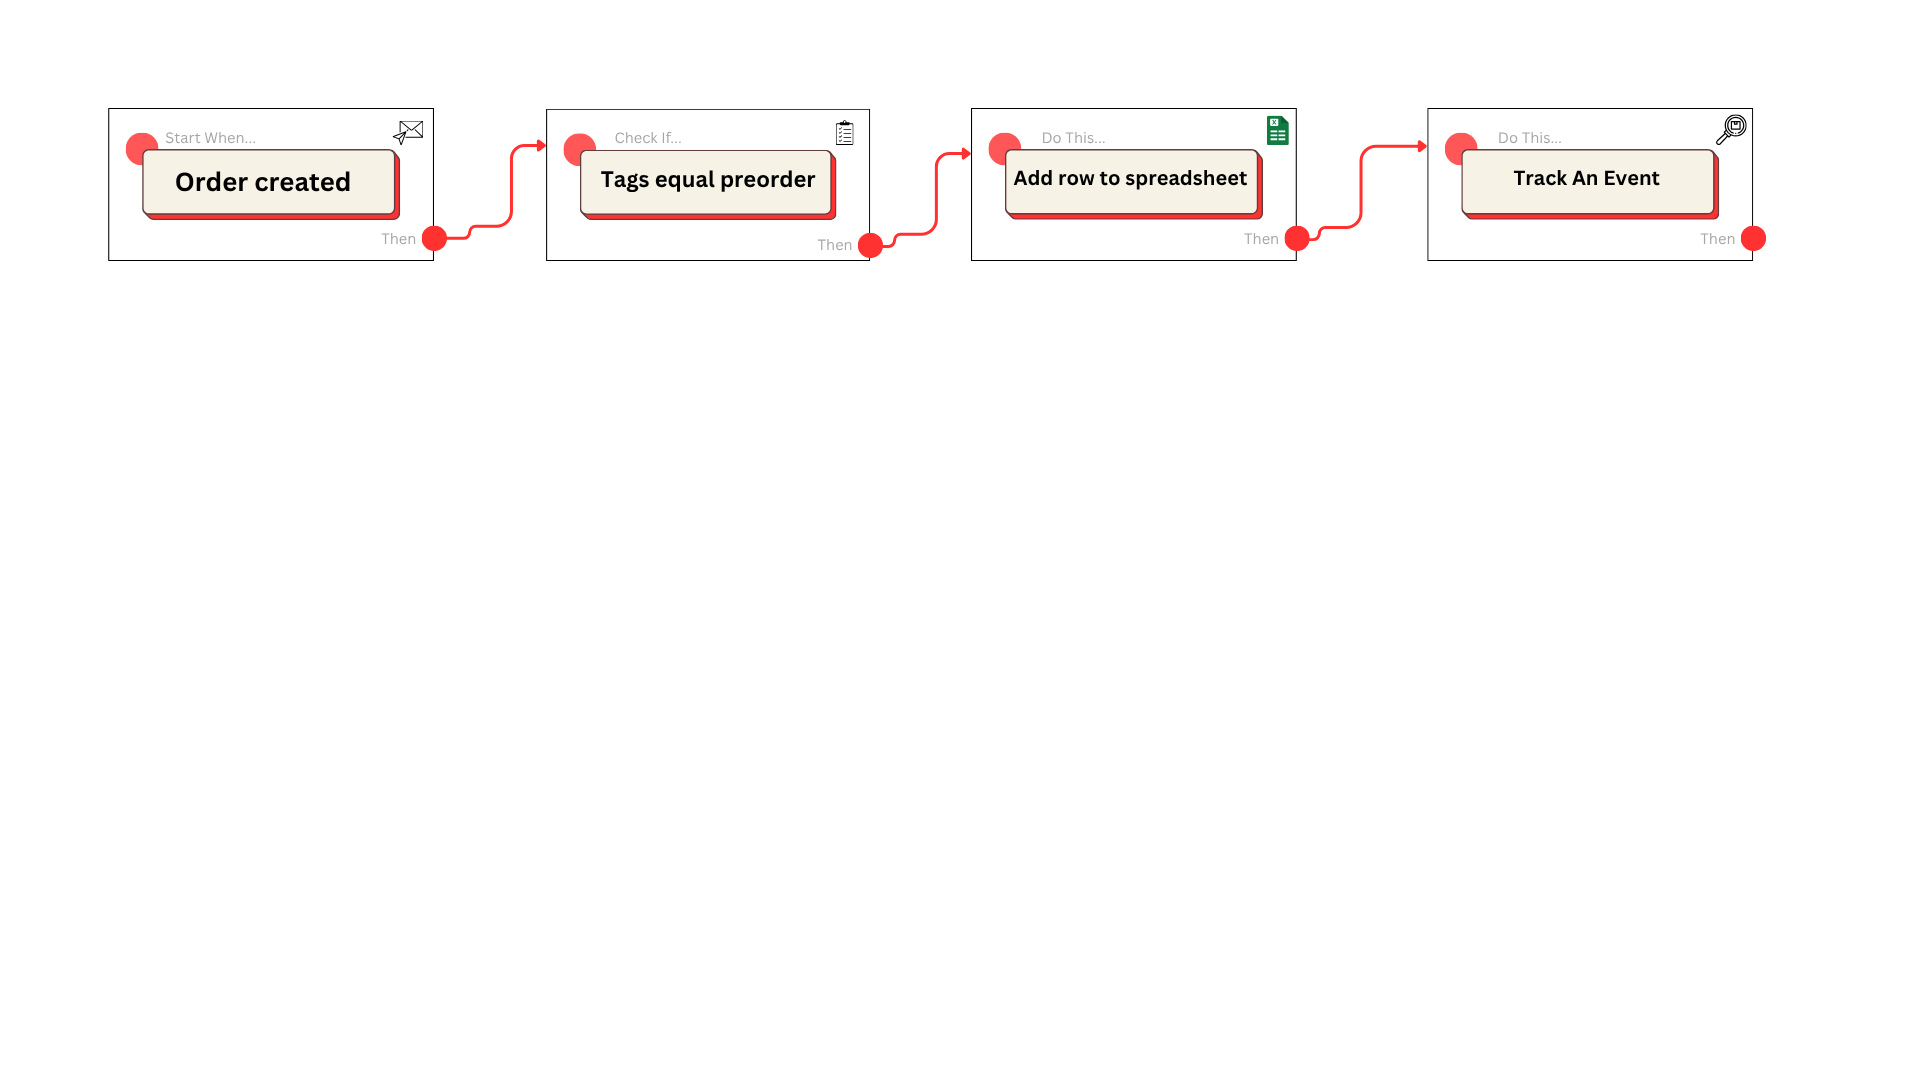 Start When...
Order created
Then
Check If...
Tags equal preorder
Then
Do This...
Add row to spreadsheet
Then
Do This...
Track An Event
Then